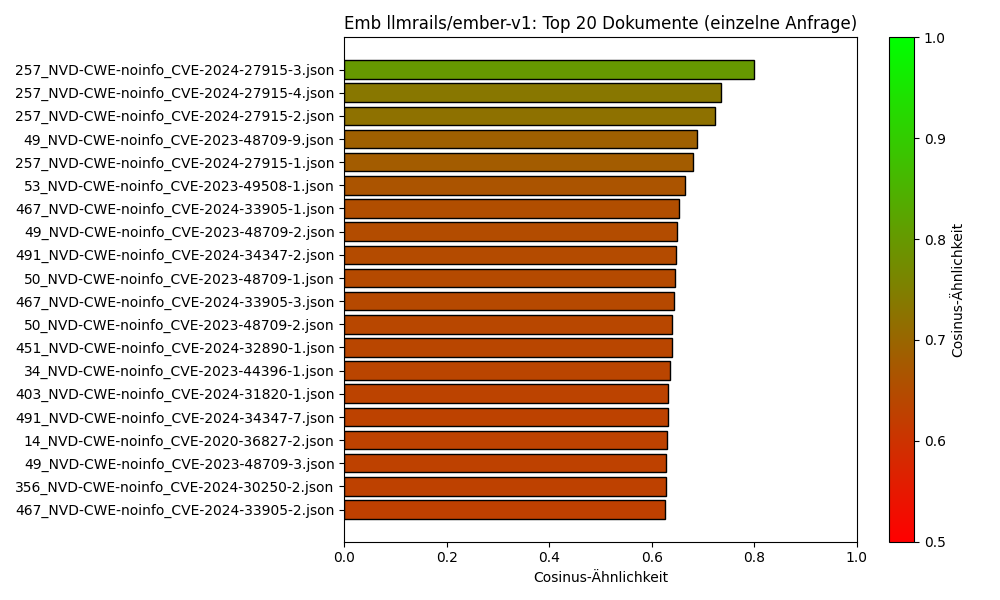 Emb llmrails/ember-v1: Top 20 Dokumente (einzelne Anfrage)
257_NVD-CWE-noinfo_CVE-2024-27915-3.json
257_NVD-CWE-noinfo_CVE-2024-27915-4.json
257_NVD-CWE-noinfo_CVE-2024-27915-2.json
49_NVD-CWE-noinfo_CVE-2023-48709-9.json
257_NVD-CWE-noinfo_CVE-2024-27915-1.json
53_NVD-CWE-noinfo_CVE-2023-49508-1.json
467_NVD-CWE-noinfo_CVE-2024-33905-1.json
49_NVD-CWE-noinfo_CVE-2023-48709-2.json
491_NVD-CWE-noinfo_CVE-2024-34347-2.json
50_NVD-CWE-noinfo_CVE-2023-48709-1.json
467_NVD-CWE-noinfo_CVE-2024-33905-3.json
50_NVD-CWE-noinfo_CVE-2023-48709-2.json
451_NVD-CWE-noinfo_CVE-2024-32890-1.json
34_NVD-CWE-noinfo_CVE-2023-44396-1.json
403_NVD-CWE-noinfo_CVE-2024-31820-1.json
491_NVD-CWE-noinfo_CVE-2024-34347-7.json
14_NVD-CWE-noinfo_CVE-2020-36827-2.json
49_NVD-CWE-noinfo_CVE-2023-48709-3.json
356_NVD-CWE-noinfo_CVE-2024-30250-2.json
467_NVD-CWE-noinfo_CVE-2024-33905-2.json
0.0 0.2 0.4 0.6 0.8 1.0
Cosinus-Ähnlichkeit
1.0
0.9
0.8
0.7
0.6
0.5
Cosinus-Ähnlichkeit